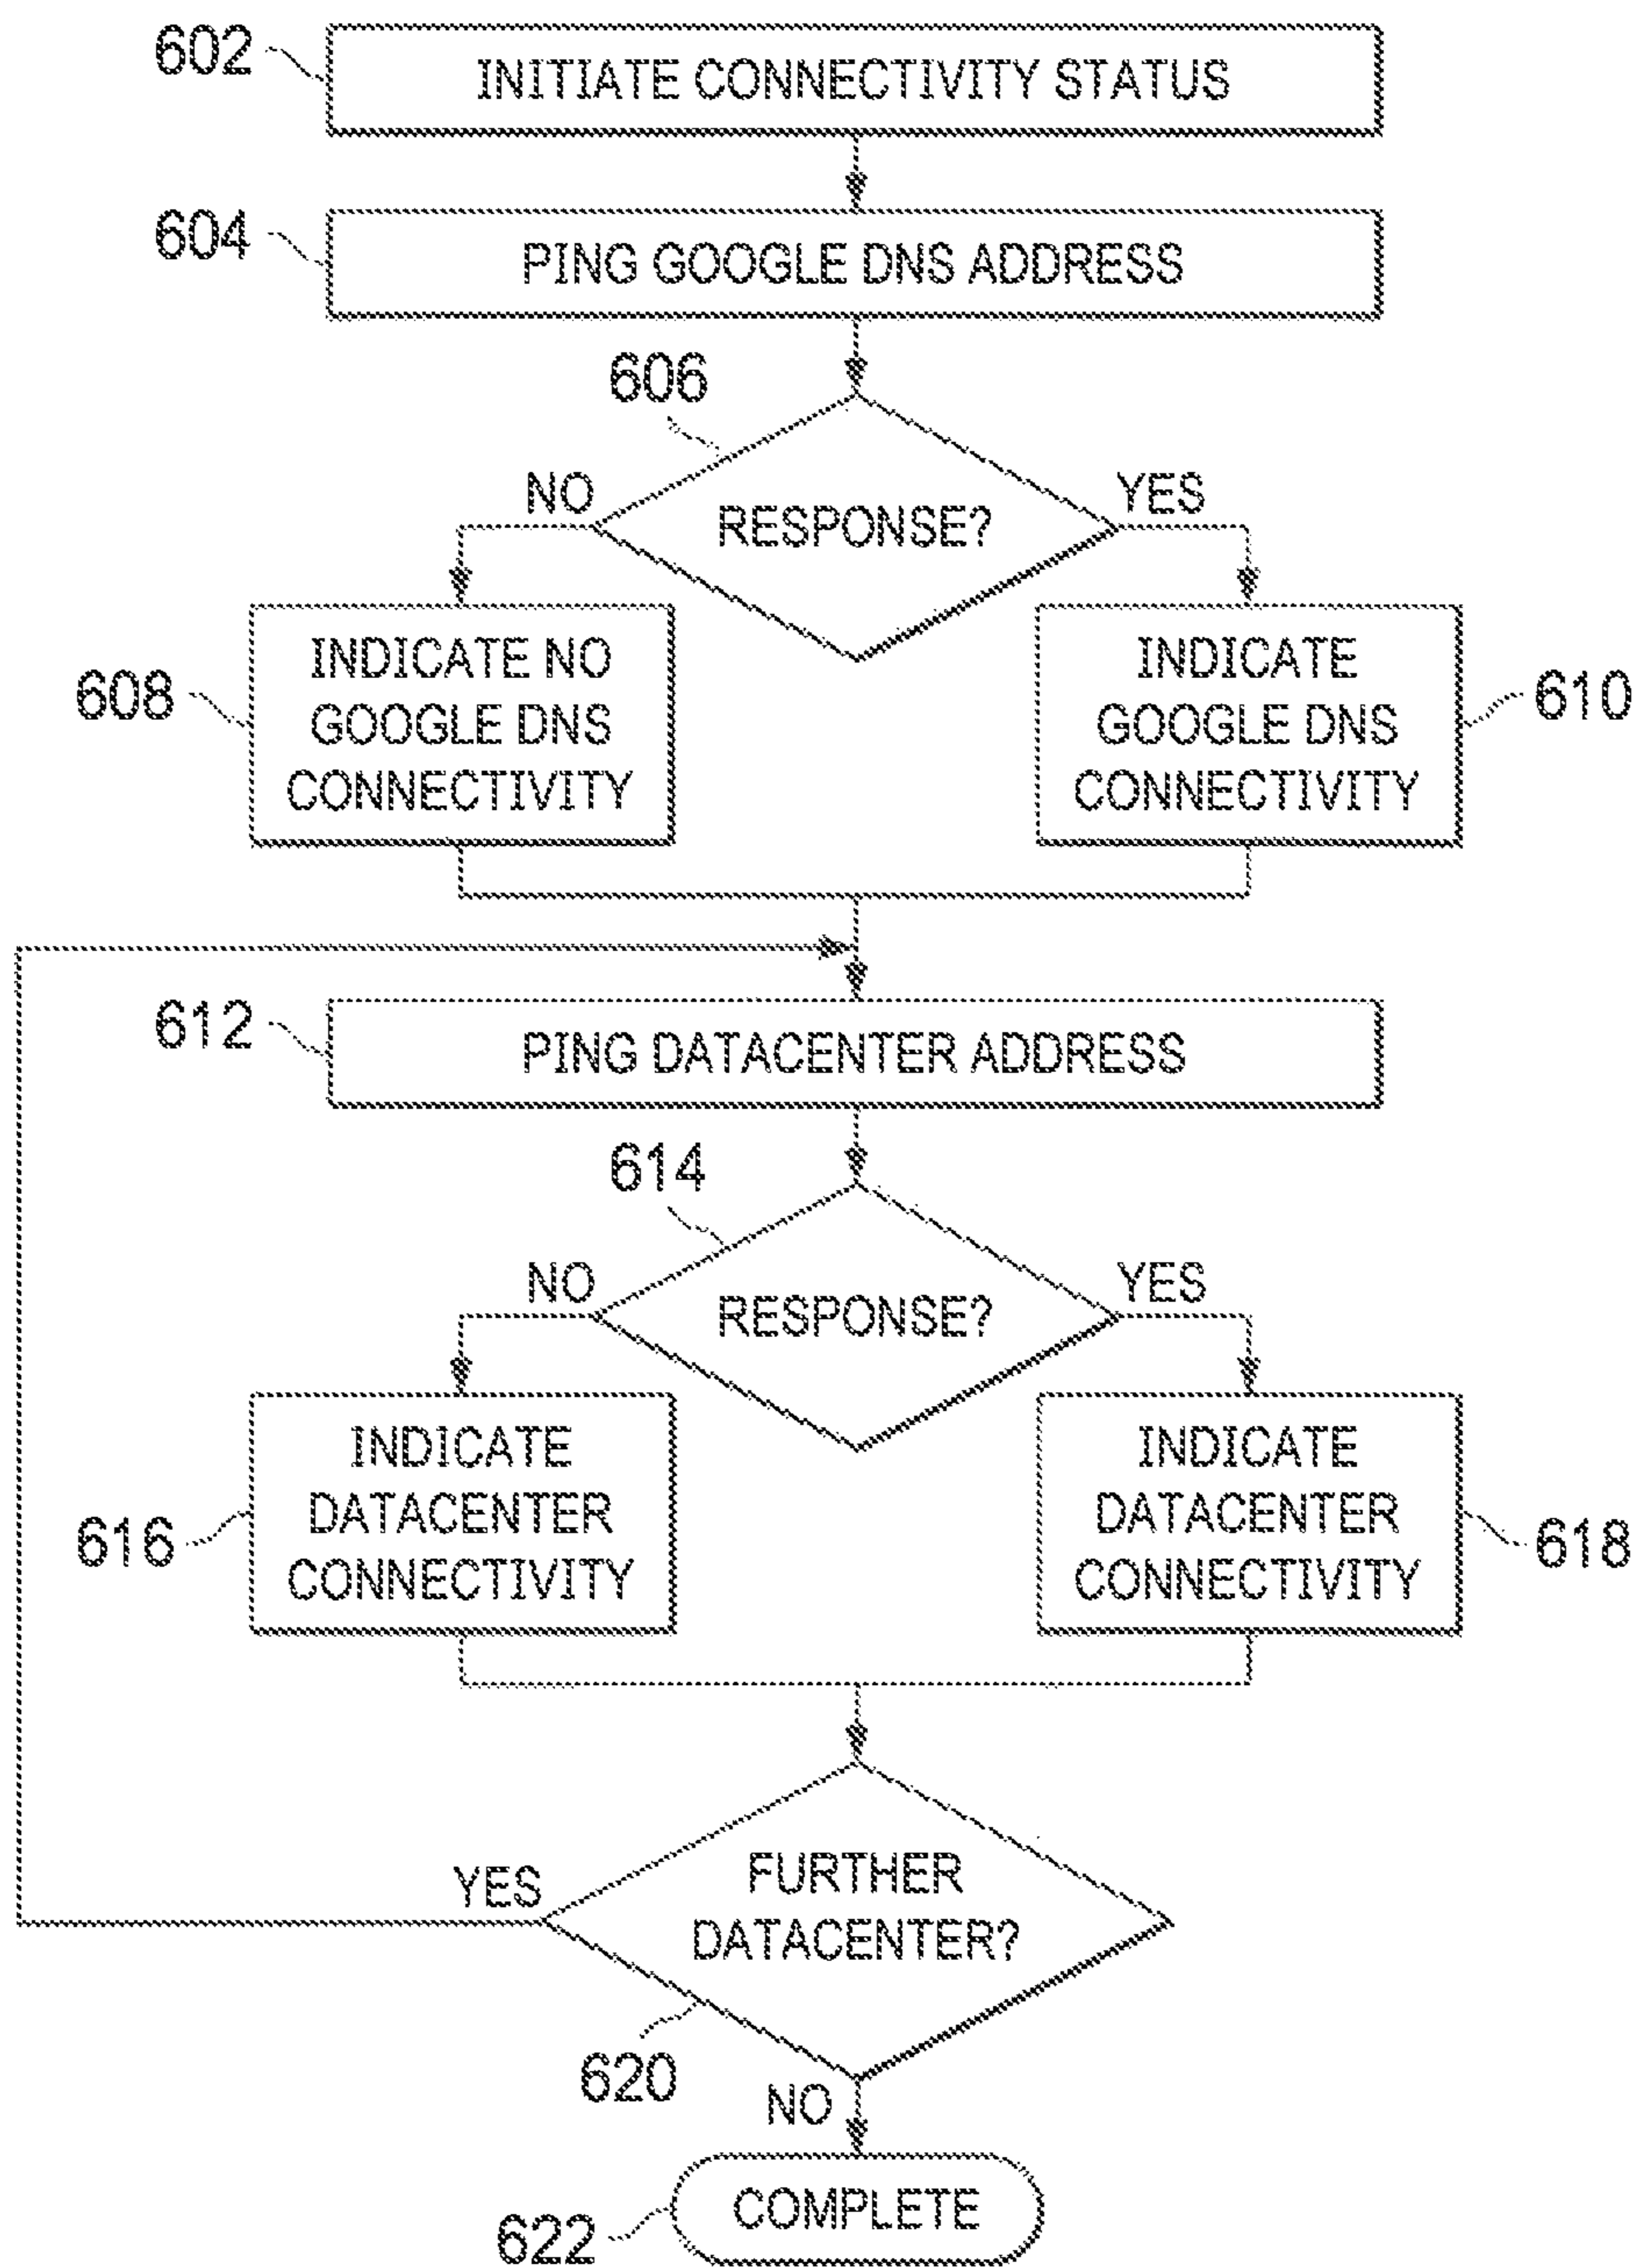 602
INITIATE CONNECTIVITY STATUS
604
PING GOOGLE DNS ADDRESS
606
NO
RESPONSE?
YES
608
INDICATE NO
GOOGLE DNS
CONNECTIVITY
INDICATE
GOOGLE DNS
CONNECTIVITY
610
612
PING DATACENTER ADDRESS
614
NO
RESPONSE?
YES
616
INDICATE
DATACENTER
CONNECTIVITY
INDICATE
DATACENTER
CONNECTIVITY
618
YES
FURTHER
DATACENTER?
620
NO
622
COMPLETE